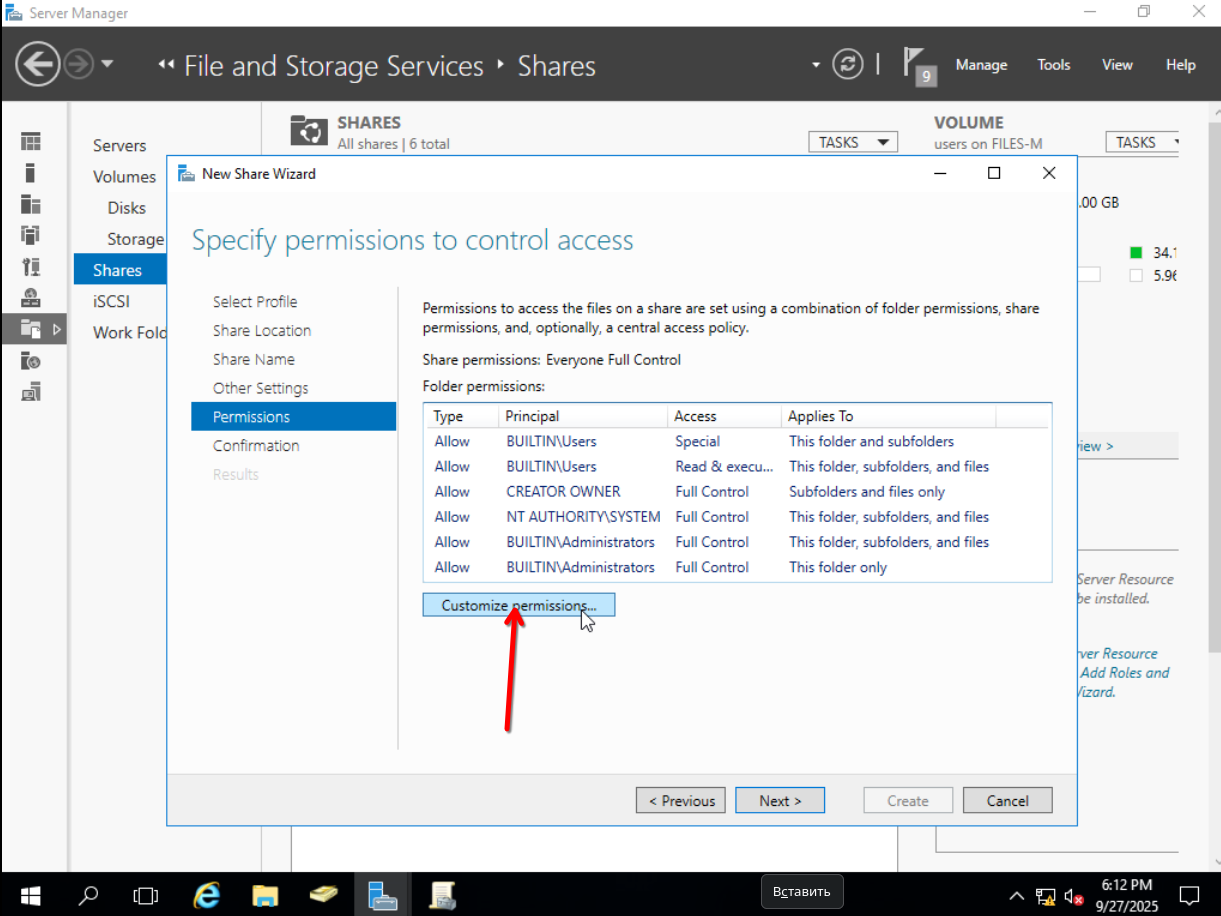 Server Manager
File and Storage Services
Shares
9
Manage
Tools
View
Help
Servers
Volumes
Disks
Storage
Shares
iSCSI
Work Fold
SHARES
All shares | 6 total
TASKS
VOLUME
users on FILES-M
TASKS
.00 GB
34.1
5.96
iew >
Server Resource
be installed.
rver Resource
Add Roles and
Wizard.
New Share Wizard
Specify permissions to control access
Select Profile
Share Location
Share Name
Other Settings
Permissions
Confirmation
Results
Permissions to access the files on a share are set using a combination of folder permissions, share
permissions, and, optionally, a central access policy.
Share permissions: Everyone Full Control
Folder permissions:
Type Principal Access Applies To
Allow BUILTIN\Users Special This folder and subfolders
Allow BUILTIN\Users Read & execu... This folder, subfolders, and files
Allow CREATOR OWNER Full Control Subfolders and files only
Allow NT AUTHORITY\SYSTEM Full Control This folder, subfolders, and files
Allow BUILTIN\Administrators Full Control This folder, subfolders, and files
Allow BUILTIN\Administrators Full Control This folder only
Customize permissions...
< Previous
Next >
Create
Cancel
Вставить
6:12 PM
9/27/2025